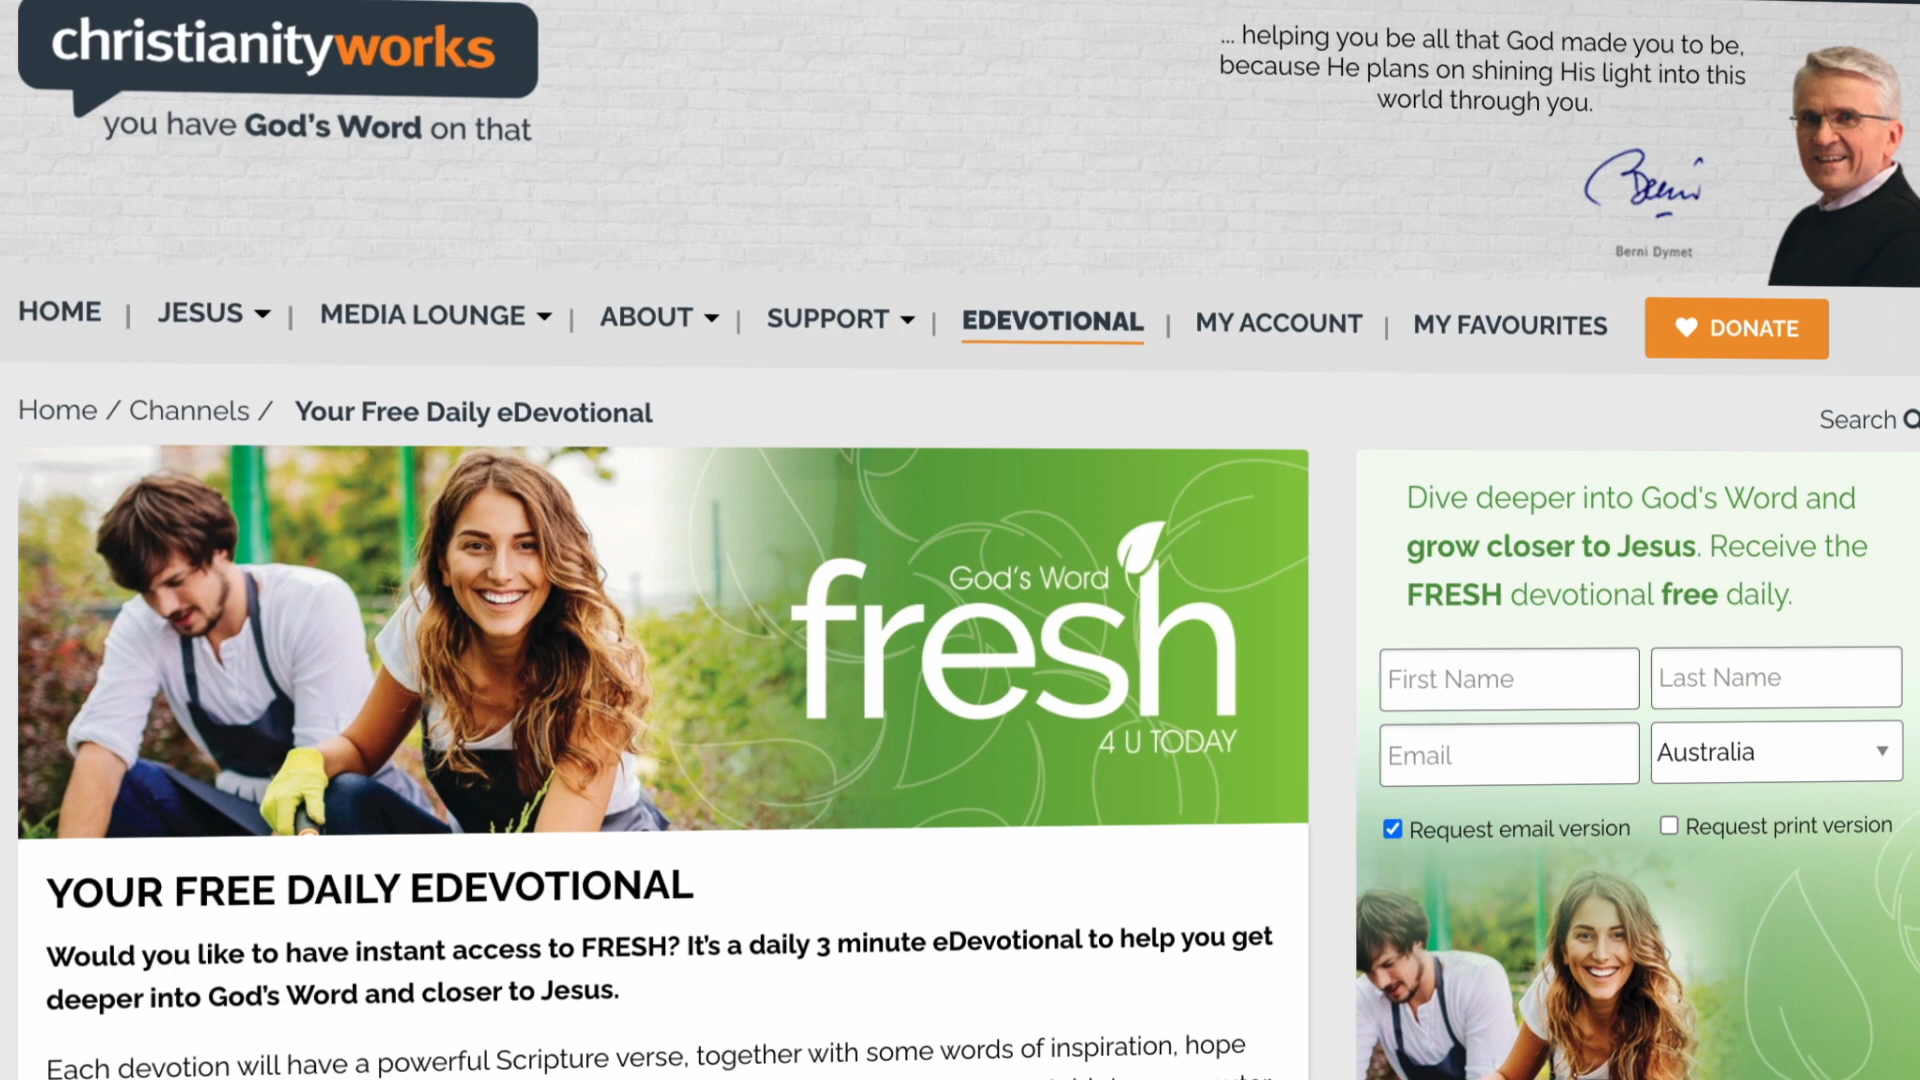 christianityworks
you have God's Word on that
... helping you be all that God made you to be,
because He plans on shining His light into this
world through you.
Berni
Berni Dymet
HOME | JESUS | MEDIA LOUNGE | ABOUT | SUPPORT | EDEVOTIONAL | MY ACCOUNT | MY FAVOURITES DONATE
Home / Channels / Your Free Daily eDevotional
Search
God's Word
fresh
4 U TODAY
Dive deeper into God's Word and
grow closer to Jesus. Receive the
FRESH devotional free daily.
First Name Last Name
Email Australia
Request email version Request print version
YOUR FREE DAILY EDEVOTIONAL
Would you like to have instant access to FRESH? It's a daily 3 minute eDevotional to help you get
deeper into God's Word and closer to Jesus.
Each devotion will have a powerful Scripture verse, together with some words of inspiration, hope